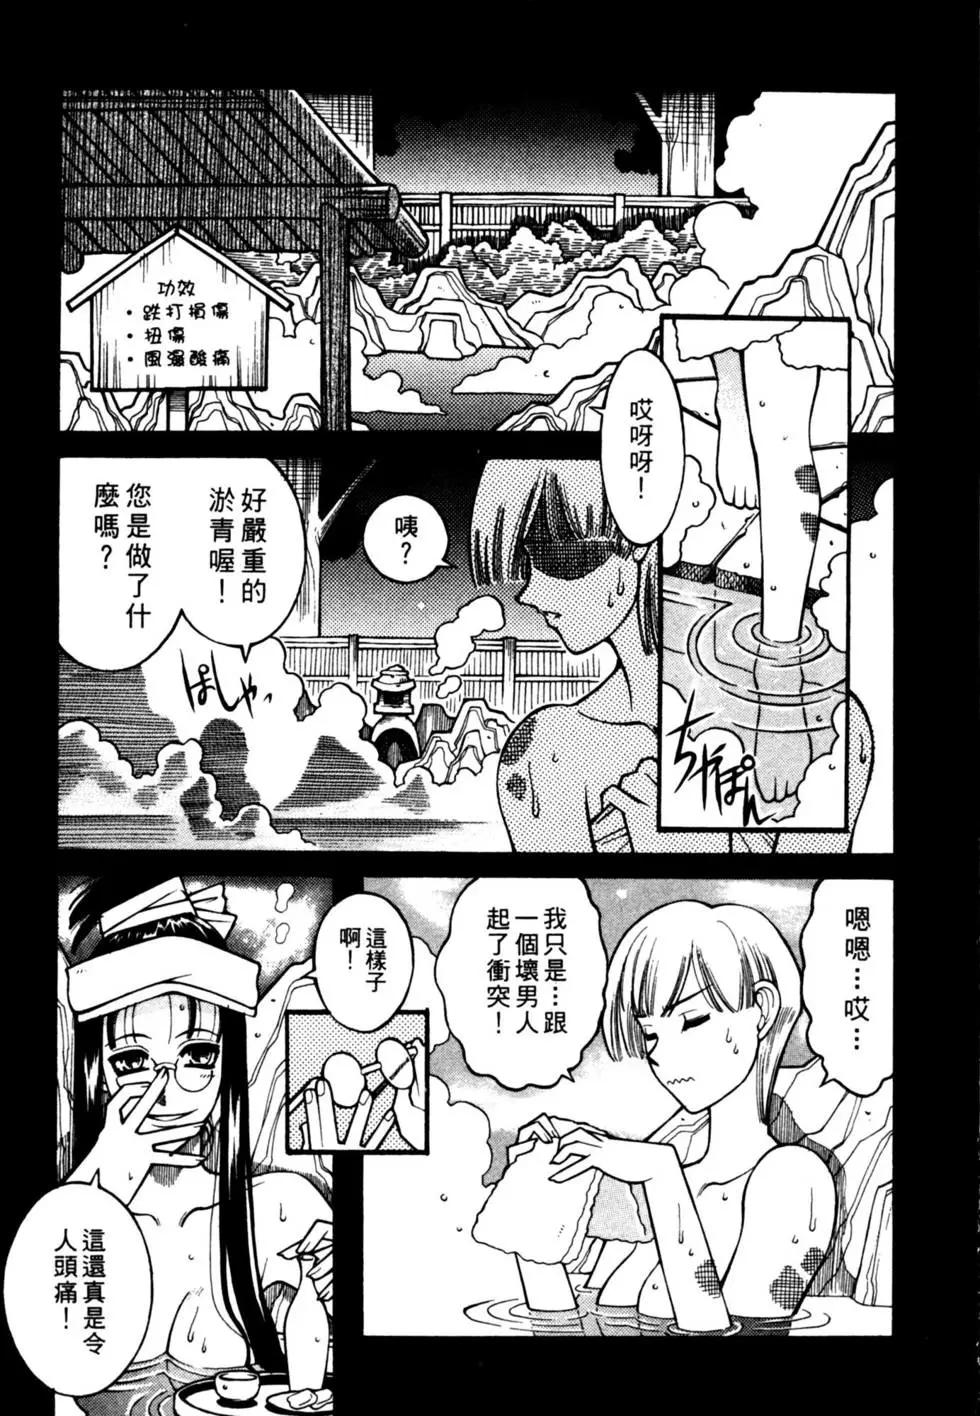 功效
・跌打損傷
・扭傷
・風濕酸痛
哎呀呀！
ちゃぽん
咦？
好嚴重的
淤青喔！
您是做了什
麼嗎？
ぱしゃっ
嗯嗯…哎…
我只是…跟
一個壞男人
起了衝突！
這樣子
啊！
這還真是令
人頭痛！